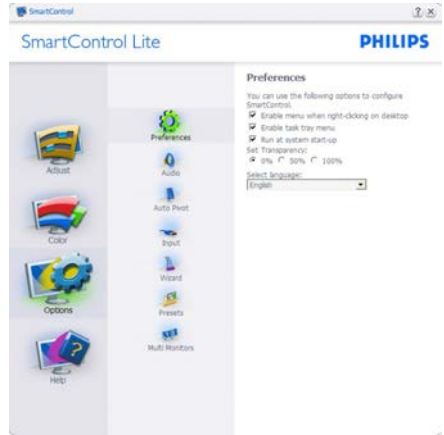 SmartControl
SmartControl Lite
PHILIPS
Adjust
Color
Options
Help
Preferences
Audio
Auto Pivot
Input
Wizard
Presets
Multi Monitors
Preferences
You can use the following options to configure
SmartControl.
Enable menu when right-clicking on desktop
Enable task tray menu
Run at system start-up
Set Transparency:
0% 50% 100%
Select language:
English